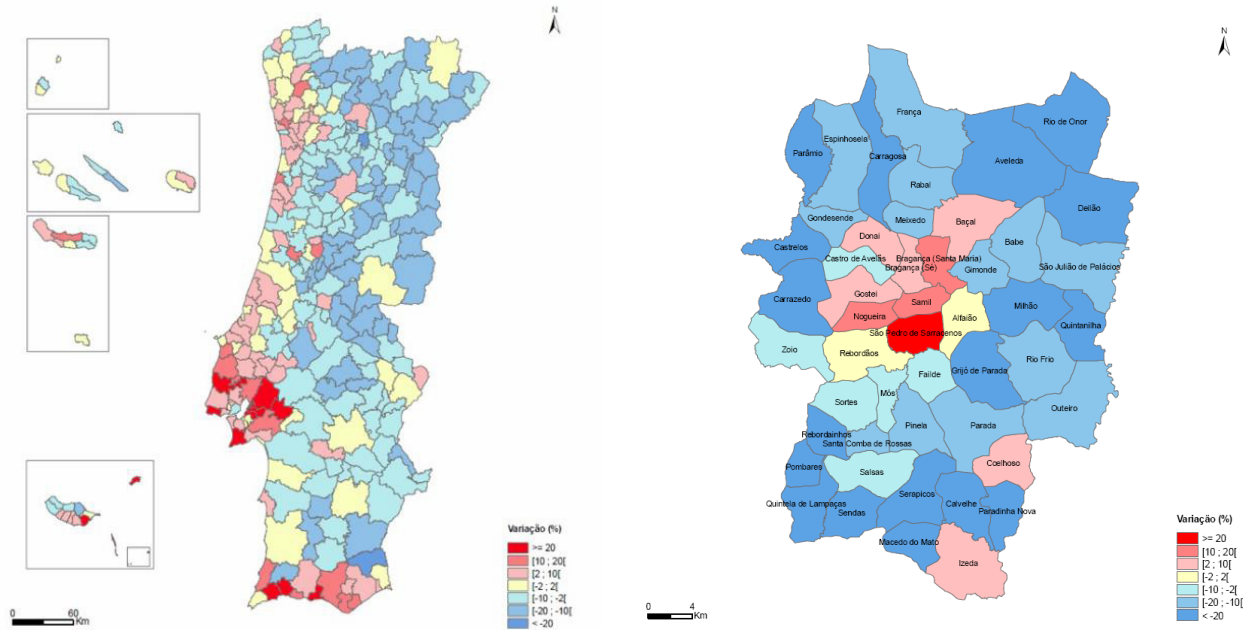 N
Variação (%)
>= 20
[10 ; 20[
[2 ; 10[
[-2 ; 2[
[-10 ; -2[
[-20 ; -10[
< -20
0 60
Km
N
França
Rio de Onor
Espinhosela
Parâmio
Carragosa
Aveleda
Rabal
Deilão
Gondesende
Meixedo
Baçal
Donai
Babe
Castrelos
Castro de Avelãs
Bragança (Santa Maria)
Bragança (Sé)
Gimonde
São Julião de Palácios
Gostei
Carrazedo
Samil
Milhão
Nogueira
Alfaião
Quintanilha
São Pedro de Sarracenos
Zoio
Rebordãos
Rio Frio
Faílde
Grijó de Parada
Mós
Sortes
Outeiro
Pinela
Parada
Rebordainhos
Santa Comba de Rossas
Coelhoso
Pombares
Salsas
Serapicos
Quintela de Lampaças
Calvelhe
Sendas
Paradinha Nova
Macedo do Mato
Izeda
Variação (%)
>= 20
[10 ; 20[
[2 ; 10[
[-2 ; 2[
[-10 ; -2[
[-20 ; -10[
< -20
0 4
Km